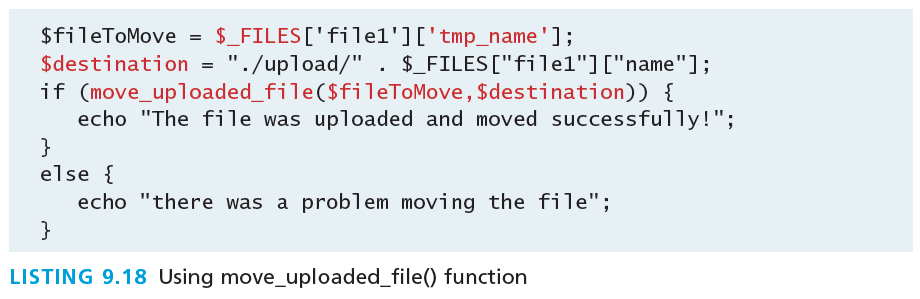 $fileToMove = $_FILES['file1']['tmp_name'];
$destination = "./upload/" . $_FILES["file1"]["name"];
if (move_uploaded_file($fileToMove,$destination)) {
   echo "The file was uploaded and moved successfully!";
}
else {
   echo "there was a problem moving the file";
}
LISTING 9.18 Using move_uploaded_file() function